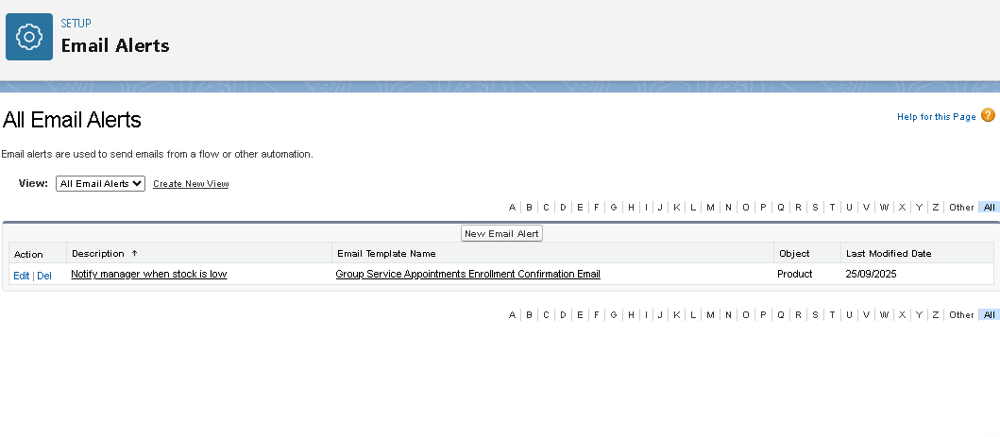 SETUP
Email Alerts
All Email Alerts
Help for this Page ?
Email alerts are used to send emails from a flow or other automation.
View: All Email Alerts Create New View
A | B | C | D | E | F | G | H | I | J | K | L | M | N | O | P | Q | R | S | T | U | V | W | X | Y | Z | Other | All
New Email Alert
Action Description ↑ Email Template Name Object Last Modified Date
Edit | Del Notify manager when stock is low Group Service Appointments Enrollment Confirmation Email Product 25/09/2025
A | B | C | D | E | F | G | H | I | J | K | L | M | N | O | P | Q | R | S | T | U | V | W | X | Y | Z | Other | All